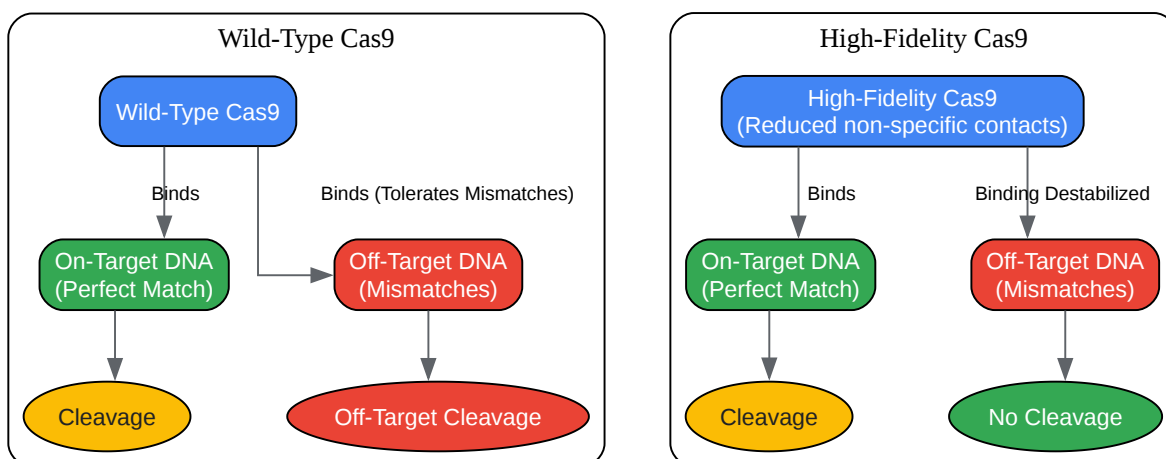 Wild-Type Cas9
Wild-Type Cas9
Binds
Binds (Tolerates Mismatches)
On-Target DNA
(Perfect Match)
Off-Target DNA
(Mismatches)
Cleavage
Off-Target Cleavage
High-Fidelity Cas9
High-Fidelity Cas9
(Reduced non-specific contacts)
Binds
Binding Destabilized
On-Target DNA
(Perfect Match)
Off-Target DNA
(Mismatches)
Cleavage
No Cleavage